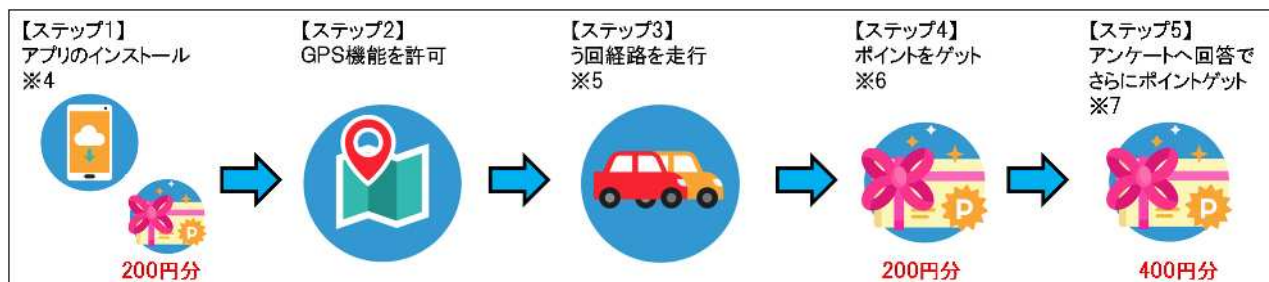 【ステップ1】
アプリのインストール
※4
200円分
【ステップ2】
GPS機能を許可
【ステップ3】
う回経路を走行
※5
【ステップ4】
ポイントをゲット
※6
P
200円分
【ステップ5】
アンケートへ回答で
さらにポイントゲット
※7
P
400円分